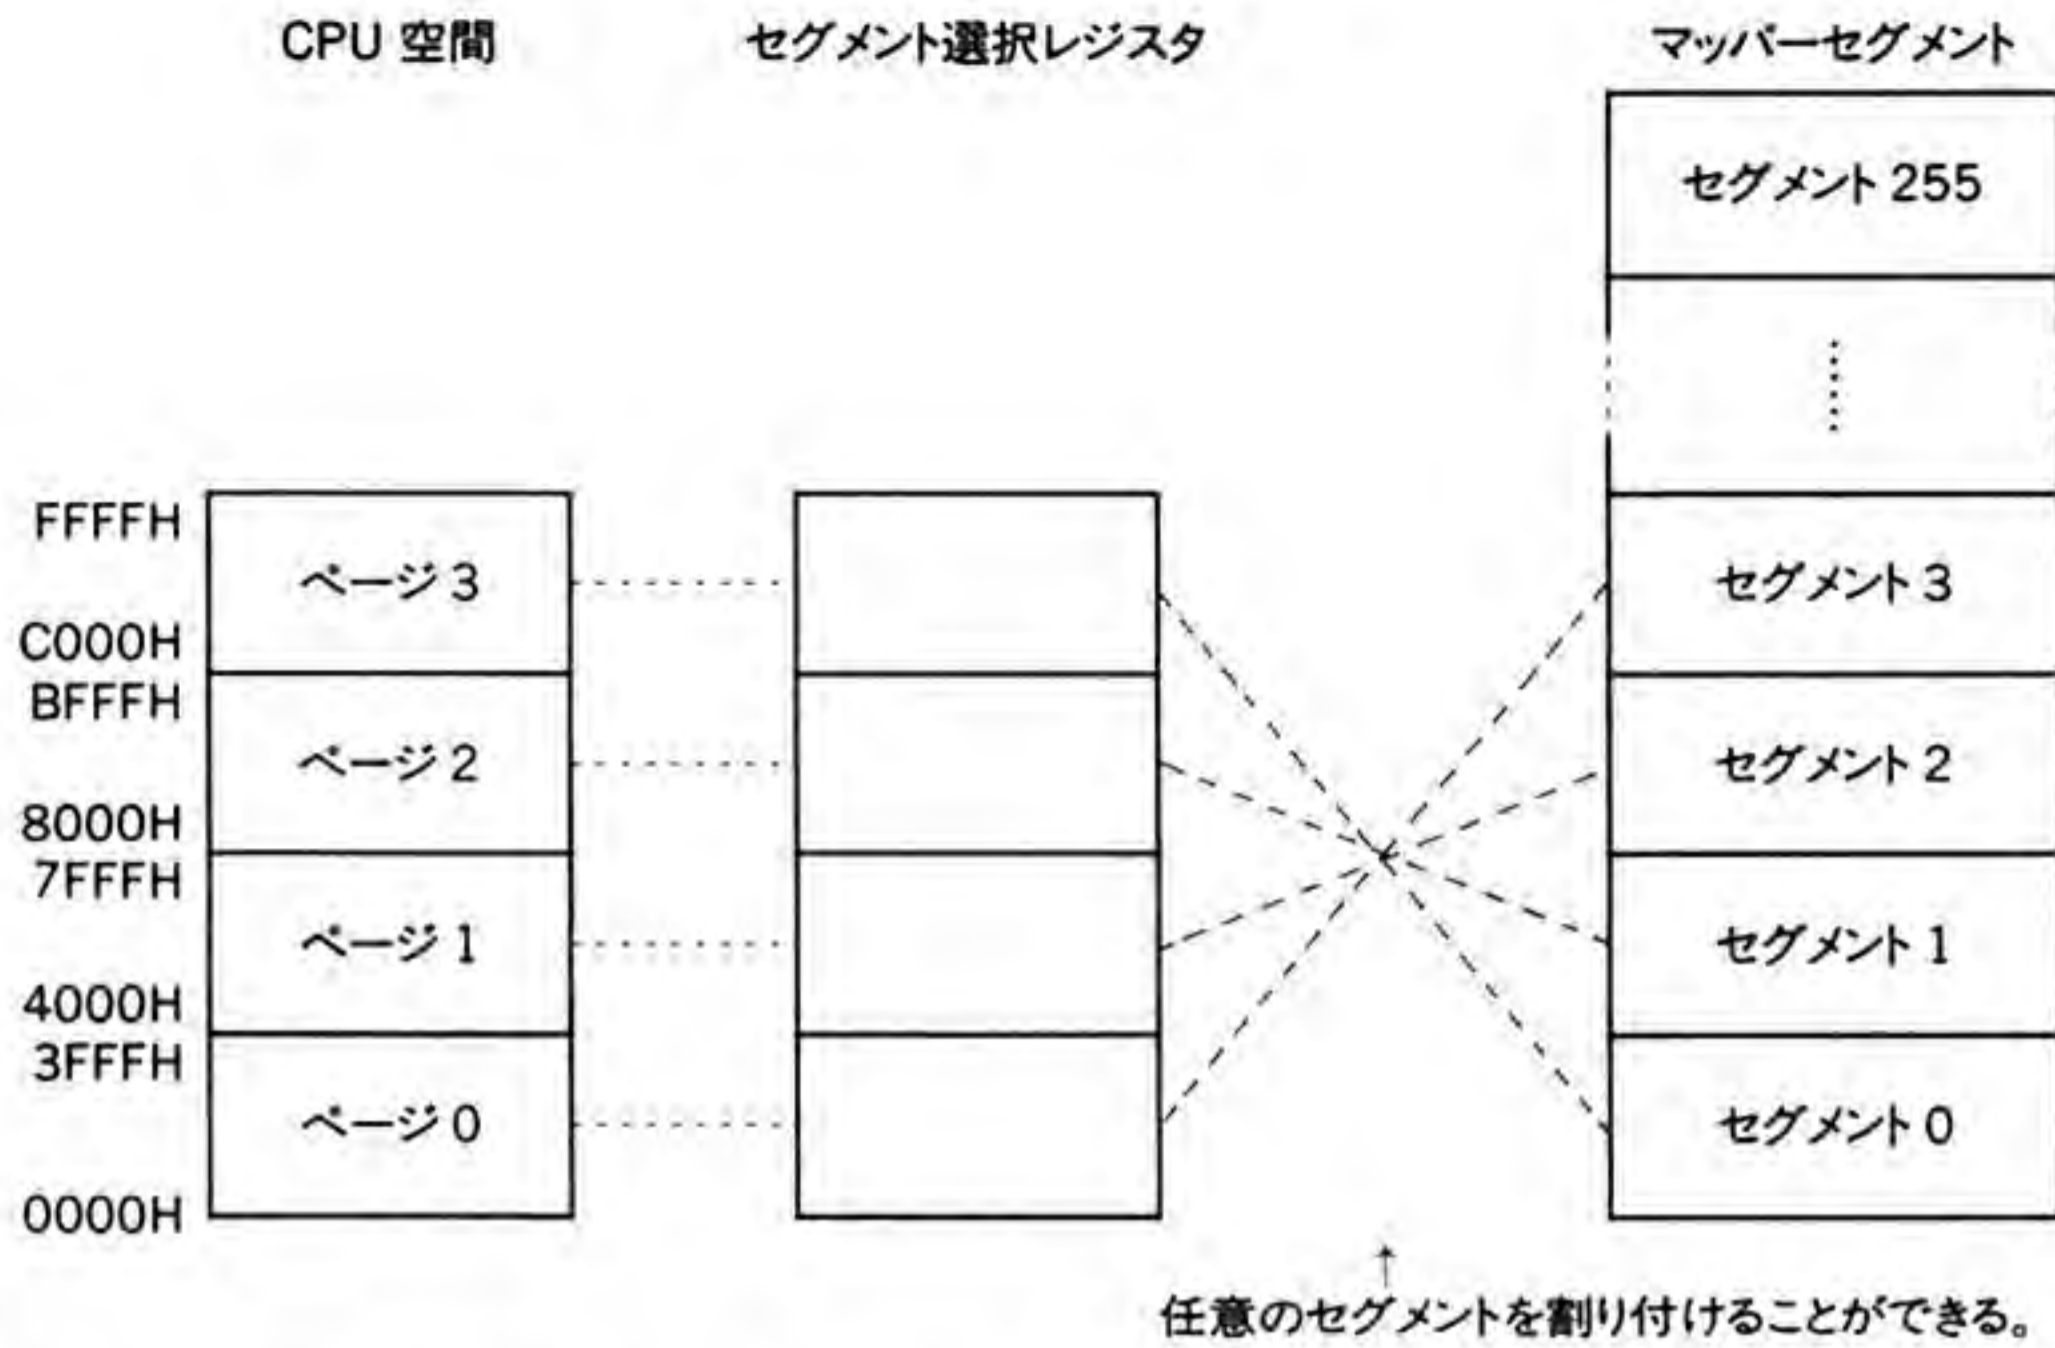 CPU 空間
セグメント選択レジスタ
マッパーセグメント
セグメント 255
FFFFH
ページ 3
セグメント 3
C000H
BFFFH
ページ 2
セグメント 2
8000H
7FFFH
ページ 1
セグメント 1
4000H
3FFFH
ページ 0
セグメント 0
0000H
↑
任意のセグメントを割り付けることができる。